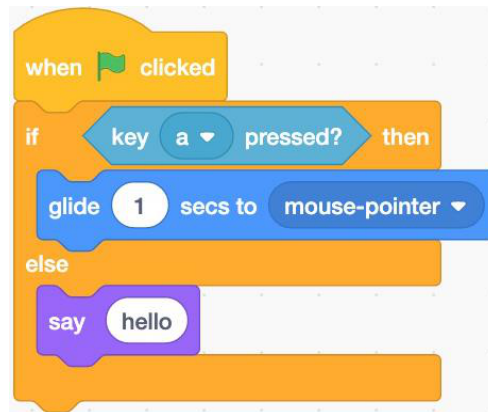 when clicked
if key a pressed? then
glide 1 secs to mouse-pointer
else
say hello